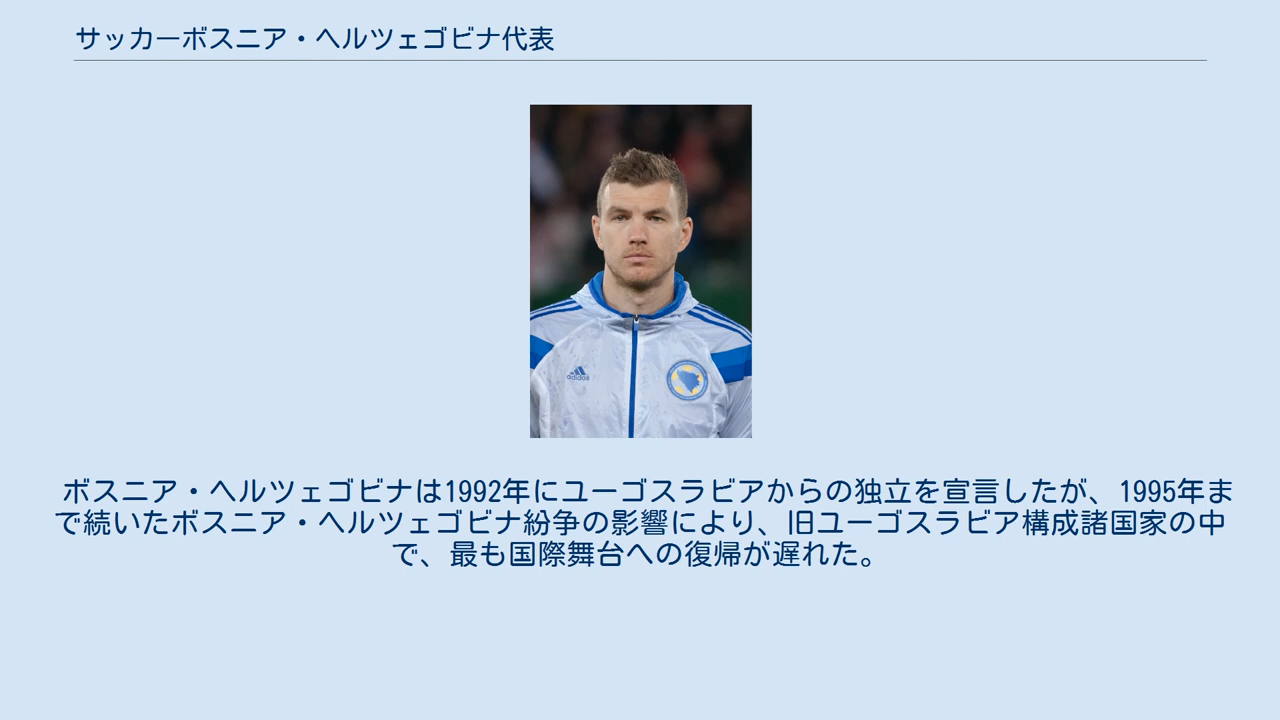 サッカーボスニア・ヘルツェゴビナ代表
adidas
ボスニア・ヘルツェゴビナは1992年にユーゴスラビアからの独立を宣言したが、1995年ま
で続いたボスニア・ヘルツェゴビナ紛争の影響により、旧ユーゴスラビア構成諸国家の中
で、最も国際舞台への復帰が遅れた。